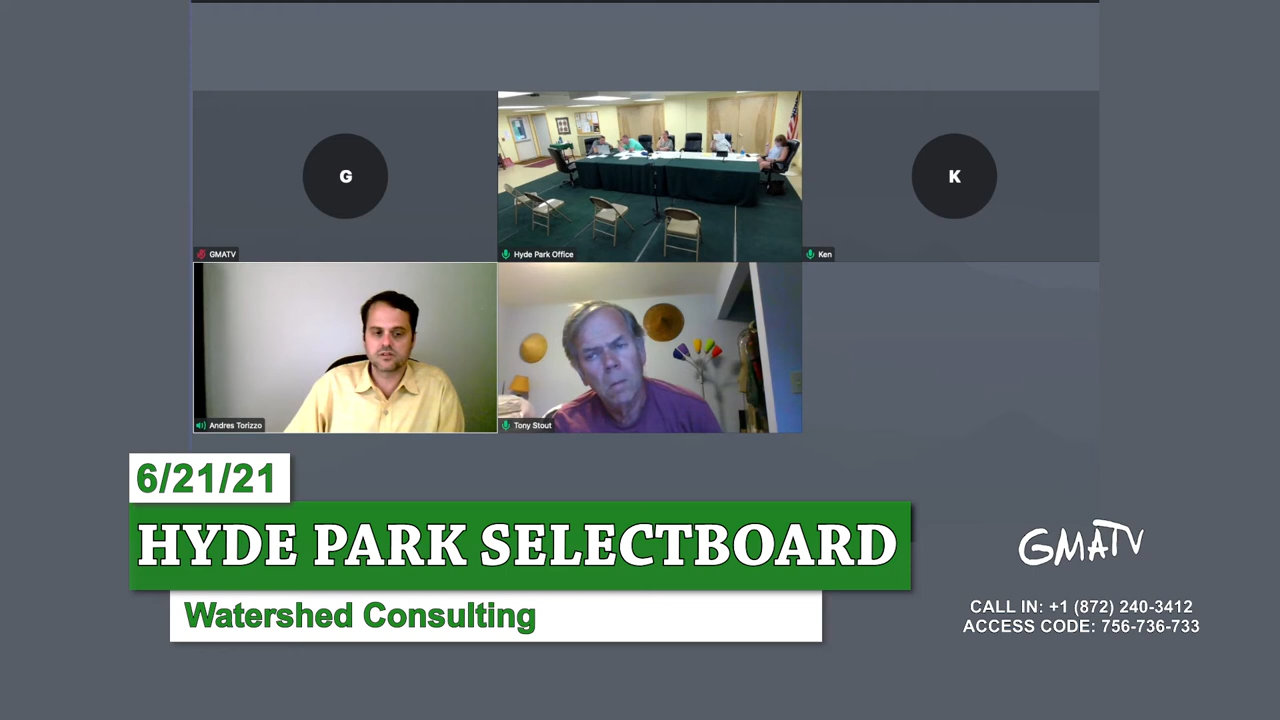 G
K
GMATV
Hyde Park Office
Ken
Andres Torizzo
Tony Stout
6/21/21
HYDE PARK SELECTBOARD
Watershed Consulting
GMATV
CALL IN: +1 (872) 240-3412
ACCESS CODE: 756-736-733